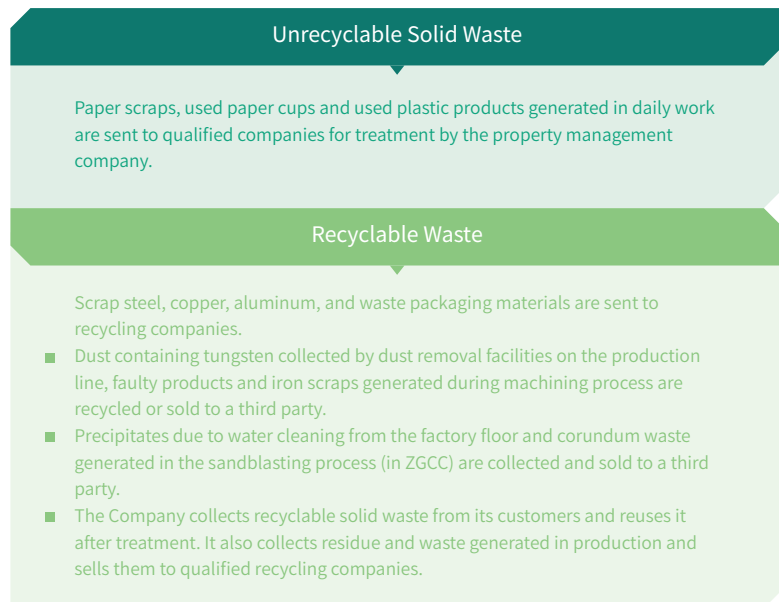 Unrecyclable Solid Waste
Paper scraps, used paper cups and used plastic products generated in daily work
are sent to qualified companies for treatment by the property management
company.
Recyclable Waste
Scrap steel, copper, aluminum, and waste packaging materials are sent to
recycling companies.
■ Dust containing tungsten collected by dust removal facilities on the production
line, faulty products and iron scraps generated during machining process are
recycled or sold to a third party.
■ Precipitates due to water cleaning from the factory floor and corundum waste
generated in the sandblasting process (in ZGCC) are collected and sold to a third
party.
■ The Company collects recyclable solid waste from its customers and reuses it
after treatment. It also collects residue and waste generated in production and
sells them to qualified recycling companies.